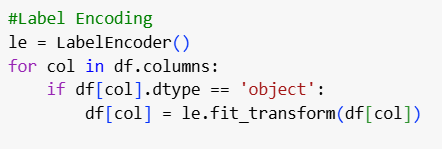 #Label Encoding
le = LabelEncoder()
for col in df.columns:
    if df[col].dtype == 'object':
        df[col] = le.fit_transform(df[col])